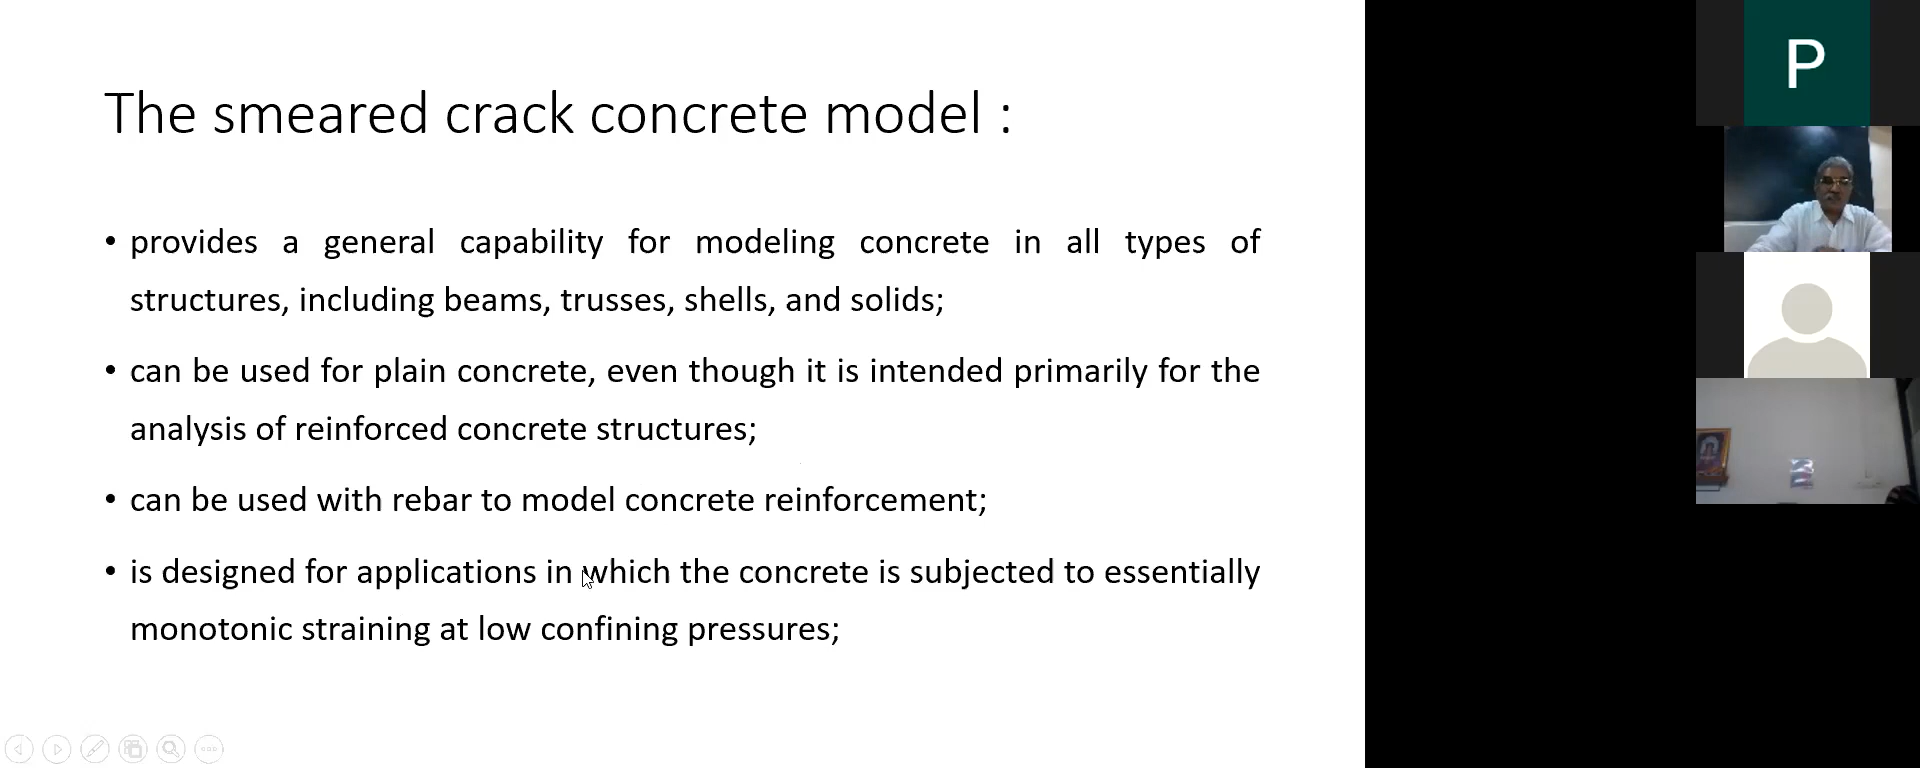 The smeared crack concrete model :
• provides a general capability for modeling concrete in all types of
structures, including beams, trusses, shells, and solids;
• can be used for plain concrete, even though it is intended primarily for the
analysis of reinforced concrete structures;
• can be used with rebar to model concrete reinforcement;
• is designed for applications in which the concrete is subjected to essentially
monotonic straining at low confining pressures;
P